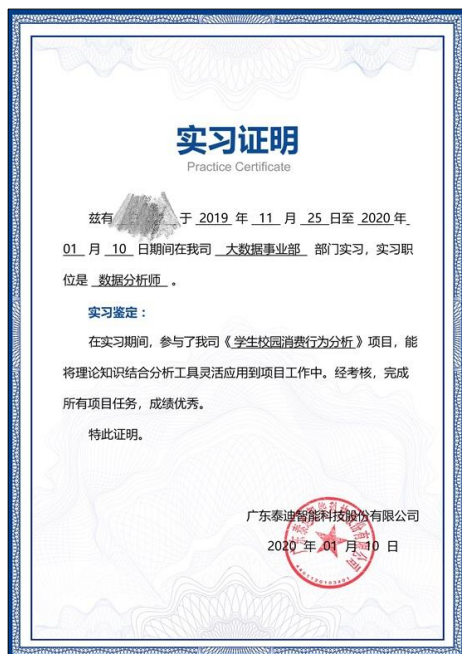 实习证明
Practice Certificate
兹有 于 2019 年 11 月 25 日至 2020 年
01 月 10 日期间在我司 大数据事业部 部门实习，实习职
位是 数据分析师 。
实习鉴定：
在实习期间，参与了我司《 学生校园消费行为分析 》项目，能
将理论知识结合分析工具灵活应用到项目工作中。经考核，完成
所有项目任务，成绩优秀。
特此证明。
广东泰迪智能科技股份有限公司
2020 年 01 月 10 日